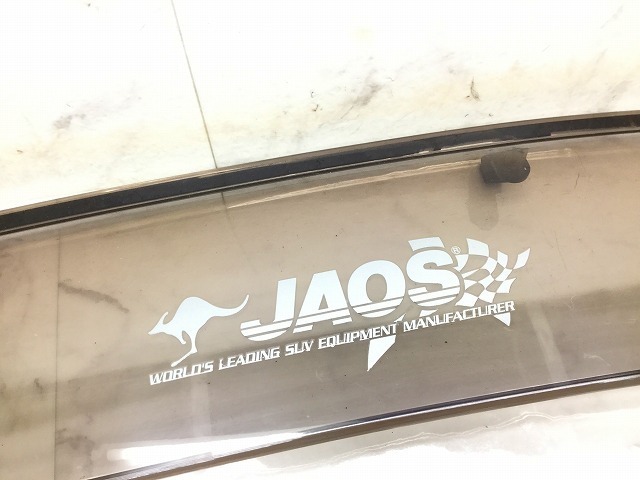 JAOS®
WORLD'S LEADING SUV EQUIPMENT MANUFACTURER